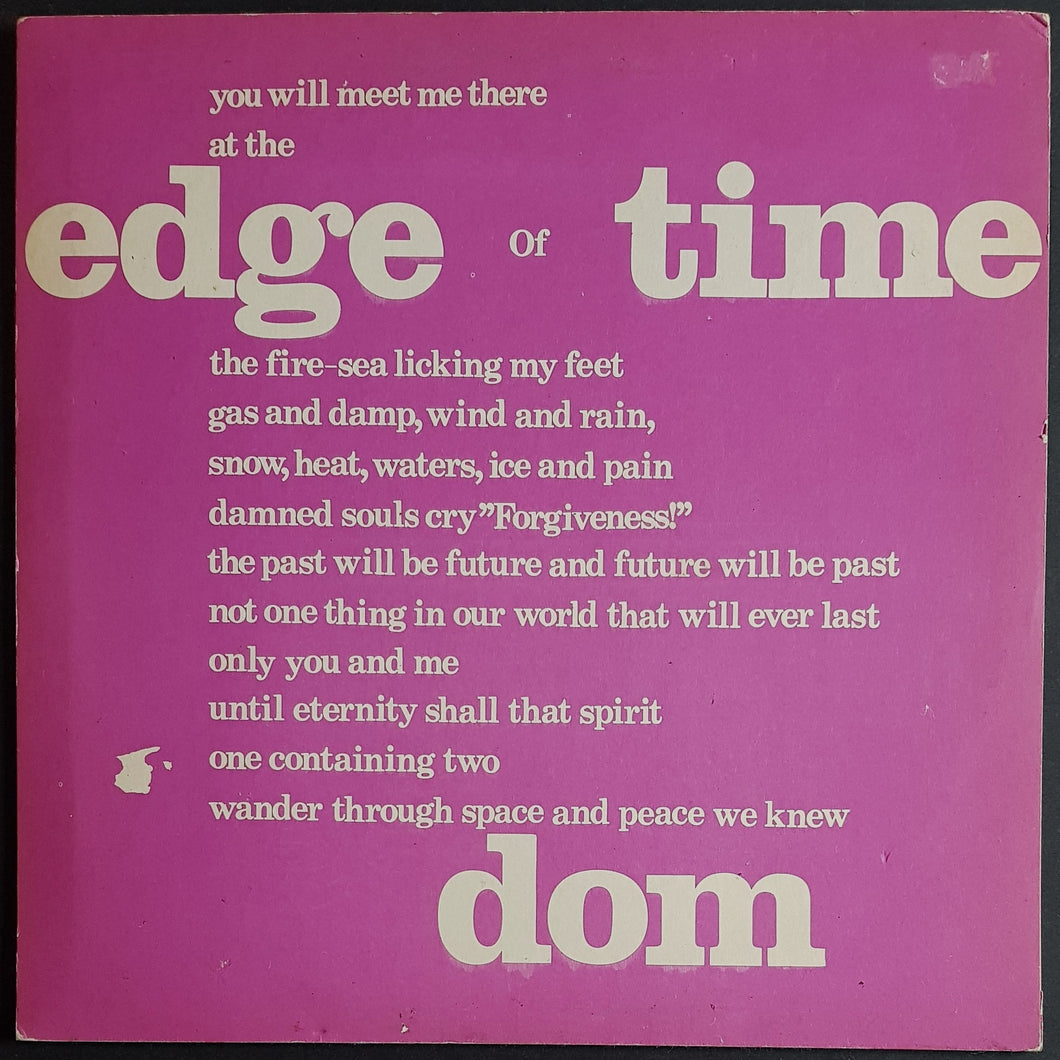 you will meet me there
at the
edge Of time
the fire-sea licking my feet
gas and damp, wind and rain,
snow, heat, waters, ice and pain
damned souls cry ”Forgiveness!”
the past will be future and future will be past
not one thing in our world that will ever last
only you and me
until eternity shall that spirit
one containing two
wander through space and peace we knew
dom